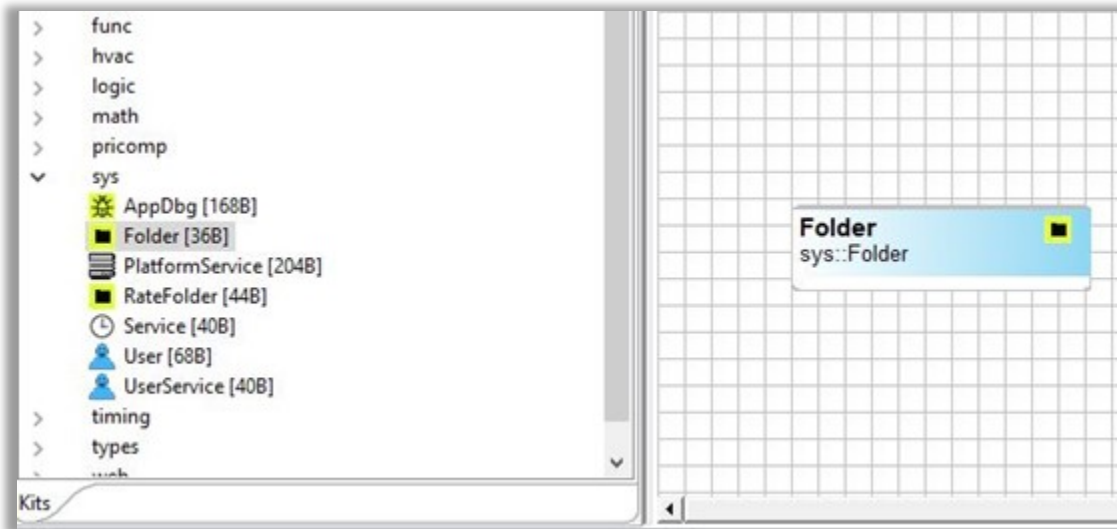 func
hvac
logic
math
pricomp
sys
AppDbg [168B]
Folder [36B]
PlatformService [204B]
RateFolder [44B]
Service [40B]
User [68B]
UserService [40B]
timing
types
Kits
Folder
sys::Folder